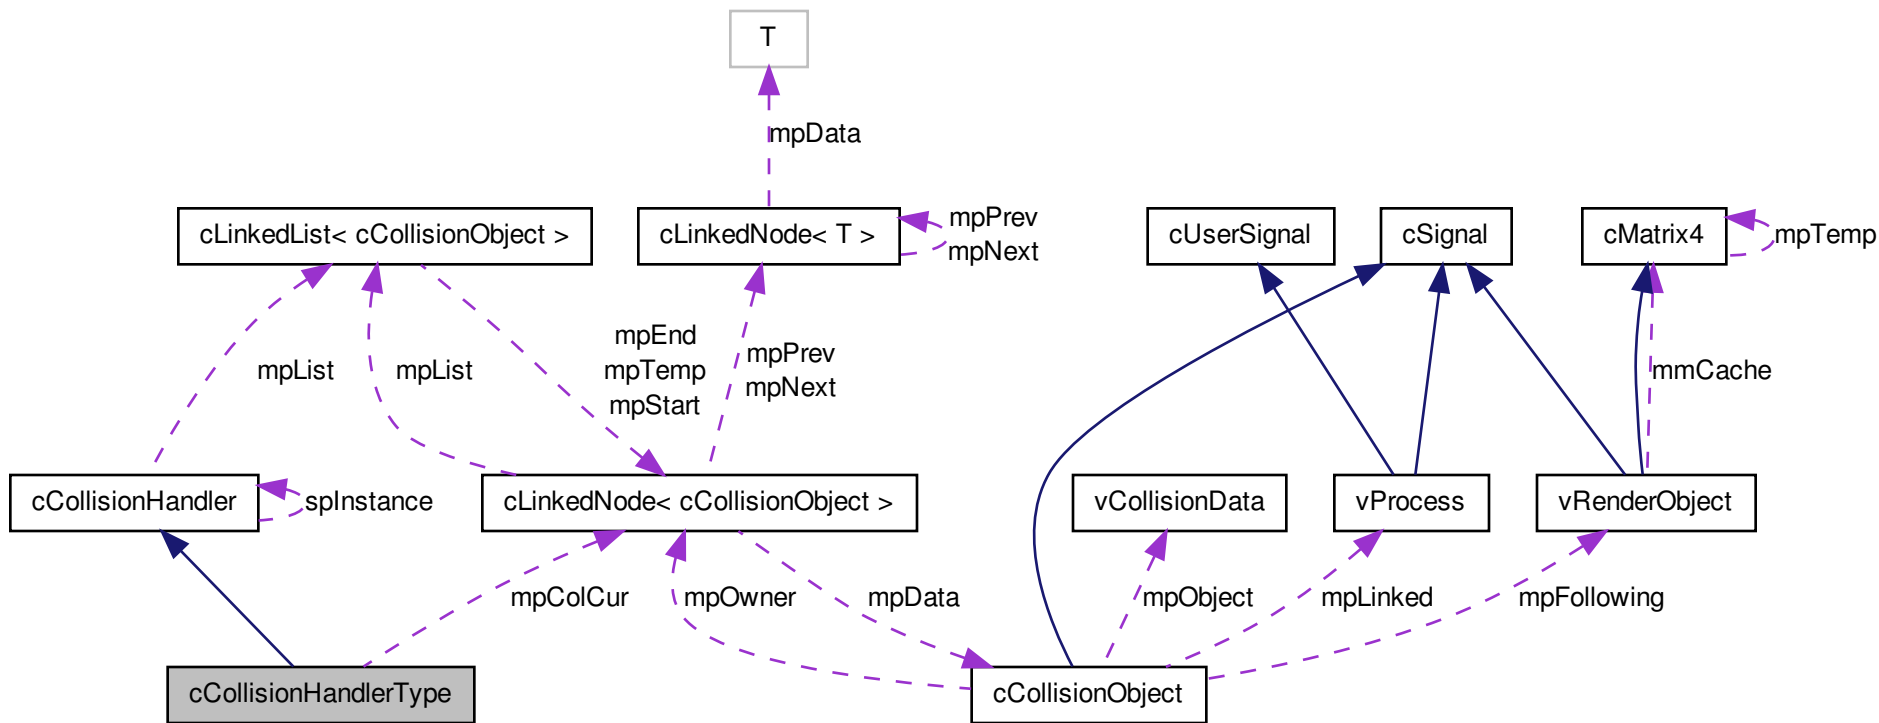 T
mpData
cLinkedList< cCollisionObject >
cLinkedNode< T >
mpPrev
mpNext
cUserSignal
cSignal
cMatrix4
mpTemp
mpList
mpList
mpEnd
mpTemp
mpStart
mpPrev
mpNext
mmCache
cCollisionHandler
spInstance
cLinkedNode< cCollisionObject >
vCollisionData
vProcess
vRenderObject
mpColCur
mpOwner
mpData
mpObject
mpLinked
mpFollowing
cCollisionHandlerType
cCollisionObject